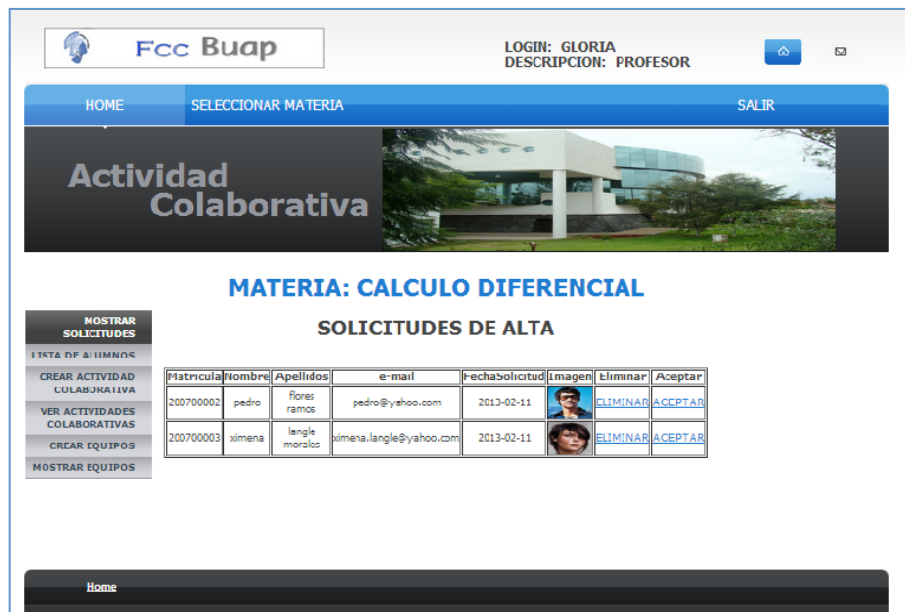 Fcc Buap
LOGIN: GLORIA
DESCRIPCION: PROFESOR
HOME SELECCIONAR MATERIA SALIR
Actividad
Colaborativa
MATERIA: CALCULO DIFERENCIAL
SOLICITUDES DE ALTA
MOSTRAR
SOLICITUDES
LISTA DE ALUMNOS
CREAR ACTIVIDAD
COLABORATIVA
VER ACTIVIDADES
COLABORATIVAS
CREAR EQUIPOS
MOSTRAR EQUIPOS
Matricula Nombre Apellidos e-mail FechaSolicitud Imagen Eliminar Aceptar
200700002 pedro flores ramos pedro@yahoo.com 2013-02-11 ELIMINAR ACEPTAR
200700003 ximena langle morales ximena.langle@yahoo.com 2013-02-11 ELIMINAR ACEPTAR
Home